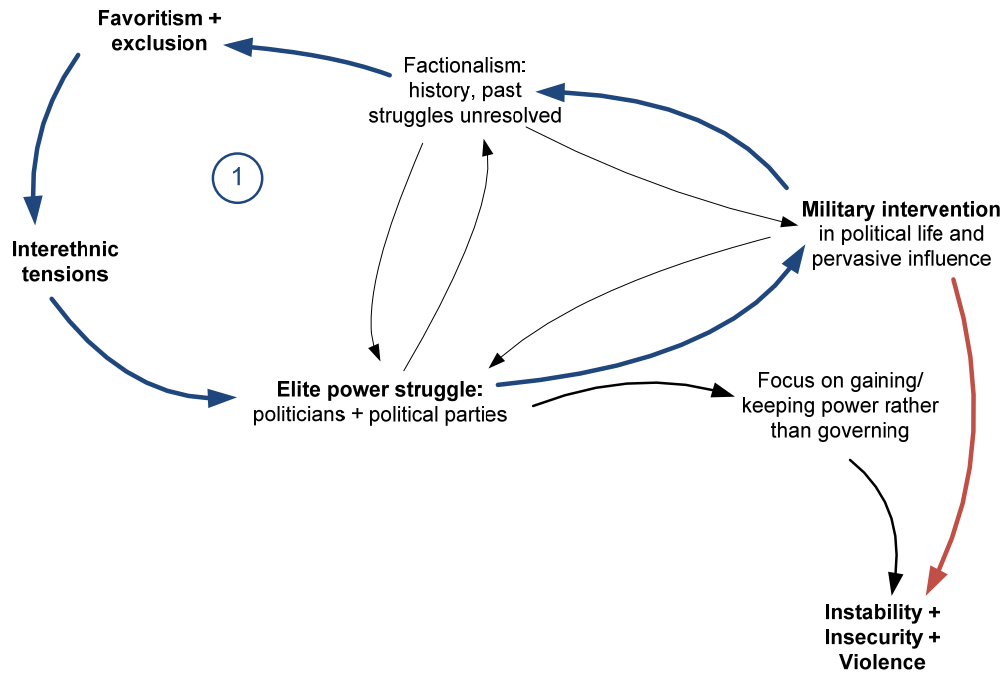 Favoritism +
exclusion
Factionalism:
history, past
struggles unresolved
1
Military intervention
in political life and
pervasive influence
Interethnic
tensions
Elite power struggle:
politicians + political parties
Focus on gaining/
keeping power rather
than governing
Instability +
Insecurity +
Violence